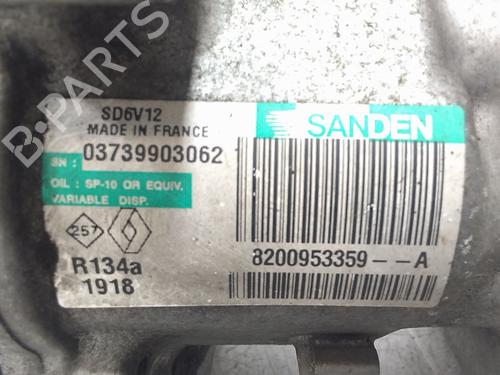 SD6V12
MADE IN FRANCE
SANDEN
SN : 03739903062
OIL : SP-10 OR EQUIV.
VARIABLE DISP.
257
R134a
1918
8200953359--A
B-PARTS